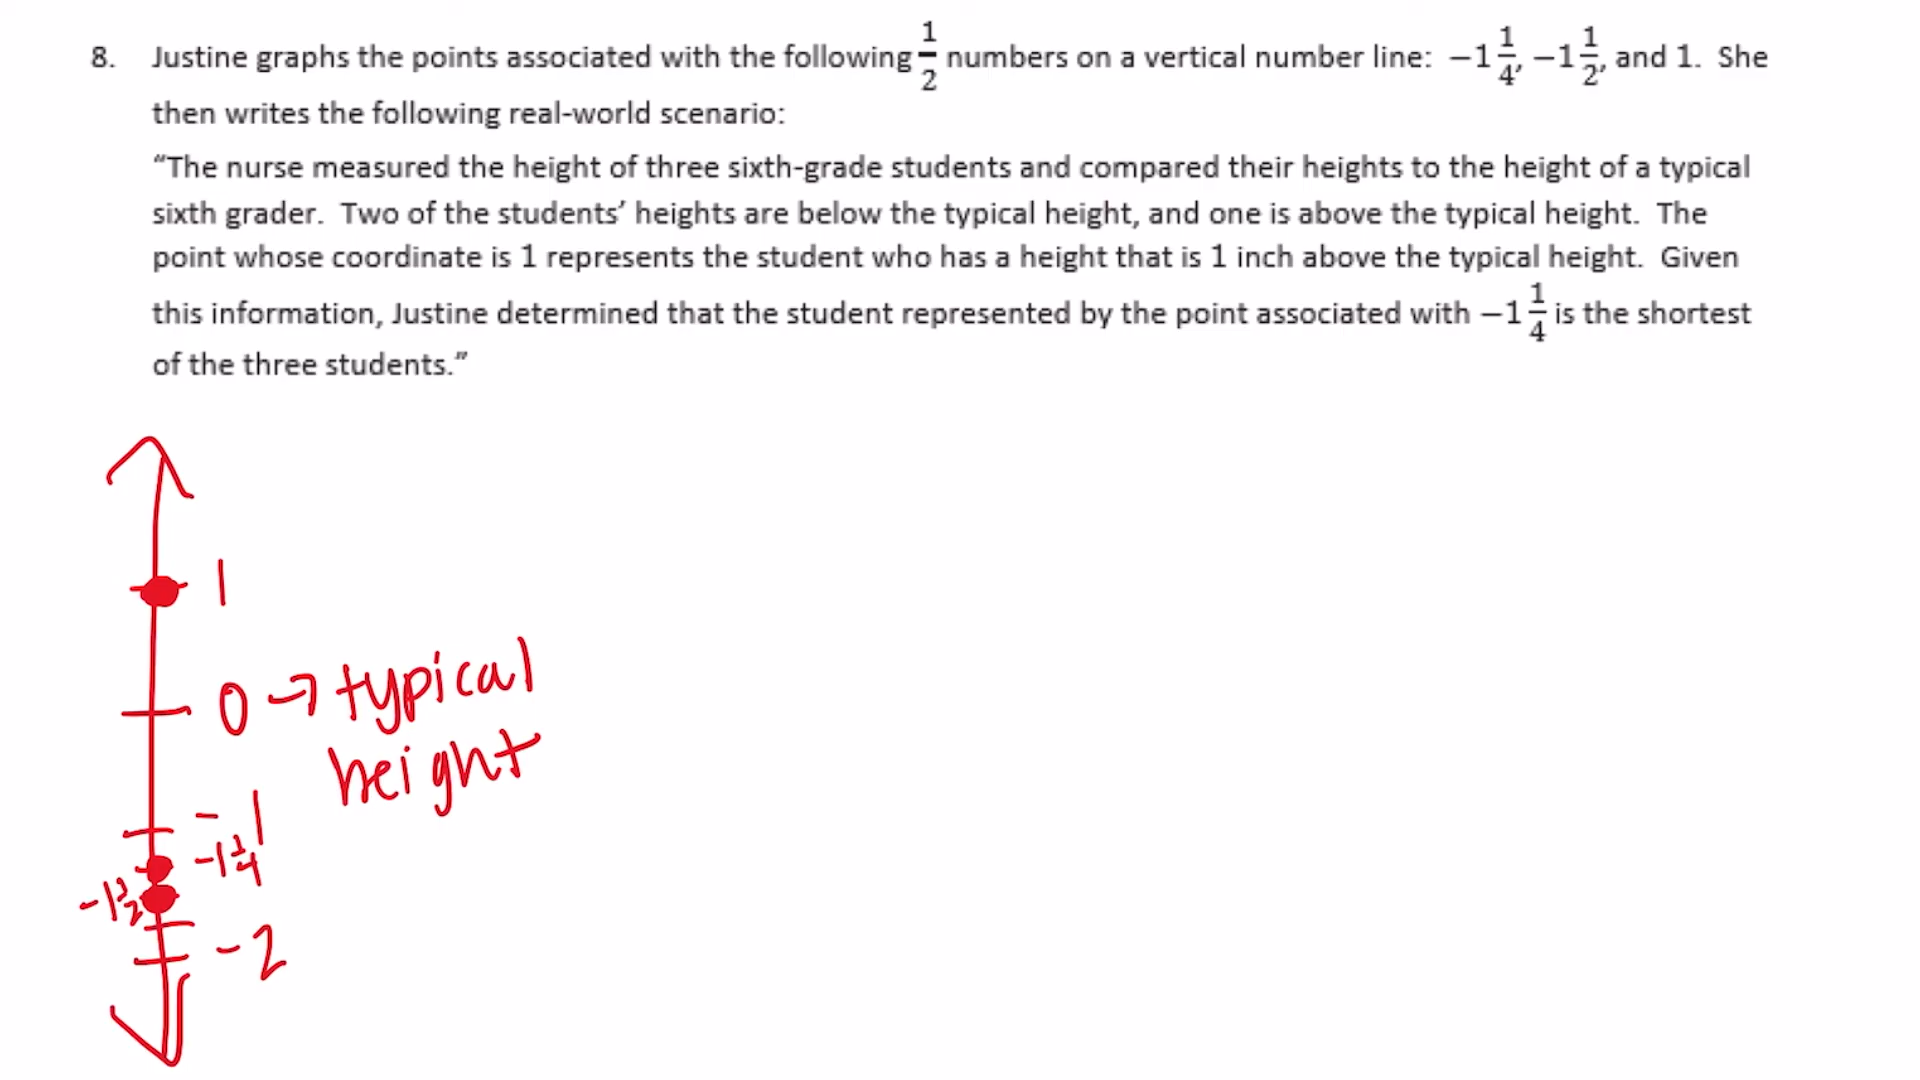 8. Justine graphs the points associated with the following 1/2 numbers on a vertical number line: −1 1/4, −1 1/2, and 1. She
then writes the following real-world scenario:
“The nurse measured the height of three sixth-grade students and compared their heights to the height of a typical
sixth grader. Two of the students’ heights are below the typical height, and one is above the typical height. The
point whose coordinate is 1 represents the student who has a height that is 1 inch above the typical height. Given
this information, Justine determined that the student represented by the point associated with −1 1/4 is the shortest
of the three students.”
1
0 → typical
height
-1
-1 1/4
-1 1/2
-2